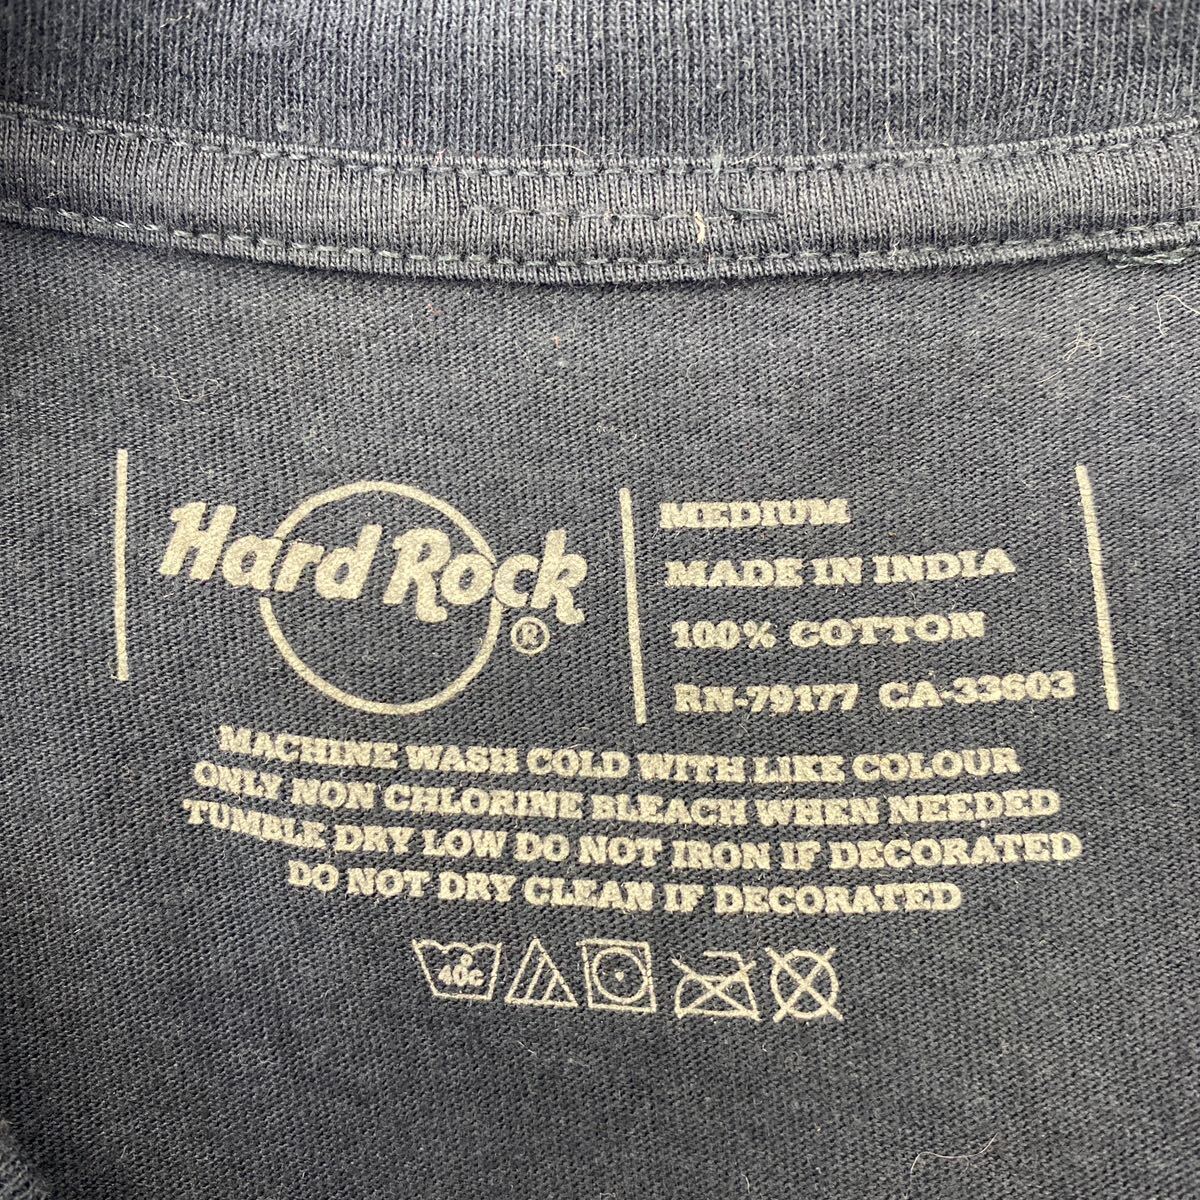 Hard Rock
®
MEDIUM
MADE IN INDIA
100% COTTON
RN-79177 CA-33603
MACHINE WASH COLD WITH LIKE COLOUR
ONLY NON CHLORINE BLEACH WHEN NEEDED
TUMBLE DRY LOW DO NOT IRON IF DECORATED
DO NOT DRY CLEAN IF DECORATED
40c